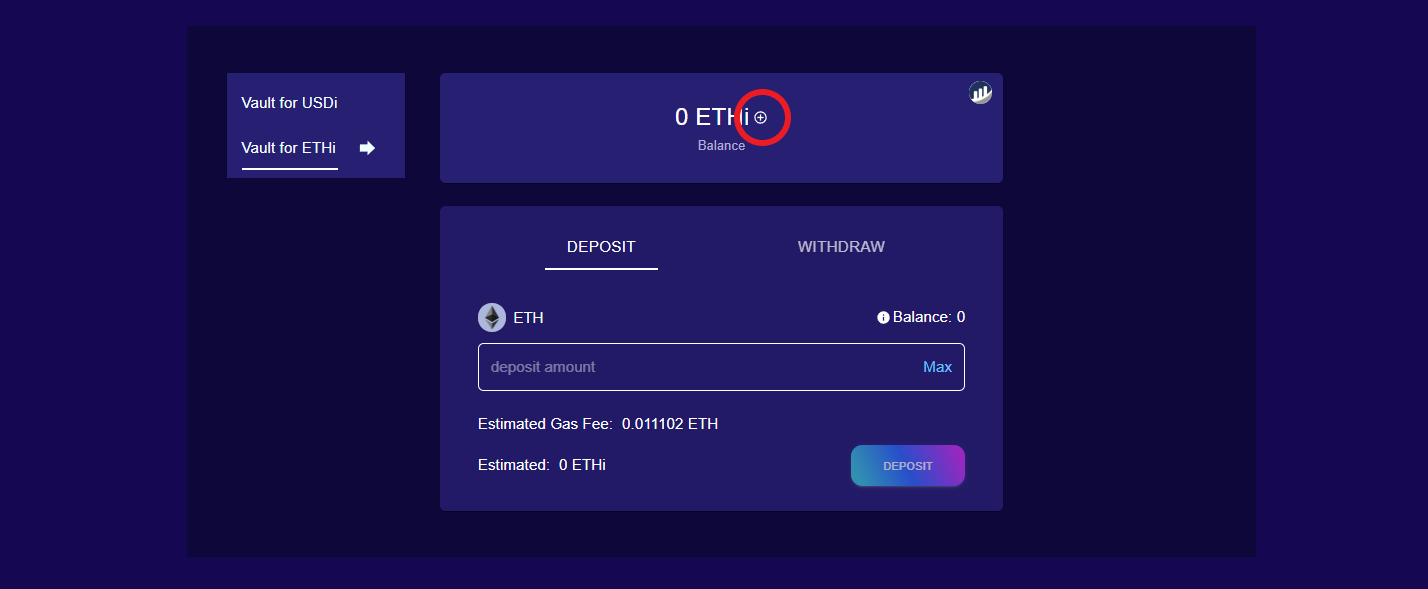 Vault for USDi
Vault for ETHi
0 ETHi
Balance
DEPOSIT
WITHDRAW
ETH
Balance: 0
deposit amount
Max
Estimated Gas Fee: 0.011102 ETH
Estimated: 0 ETHi
DEPOSIT